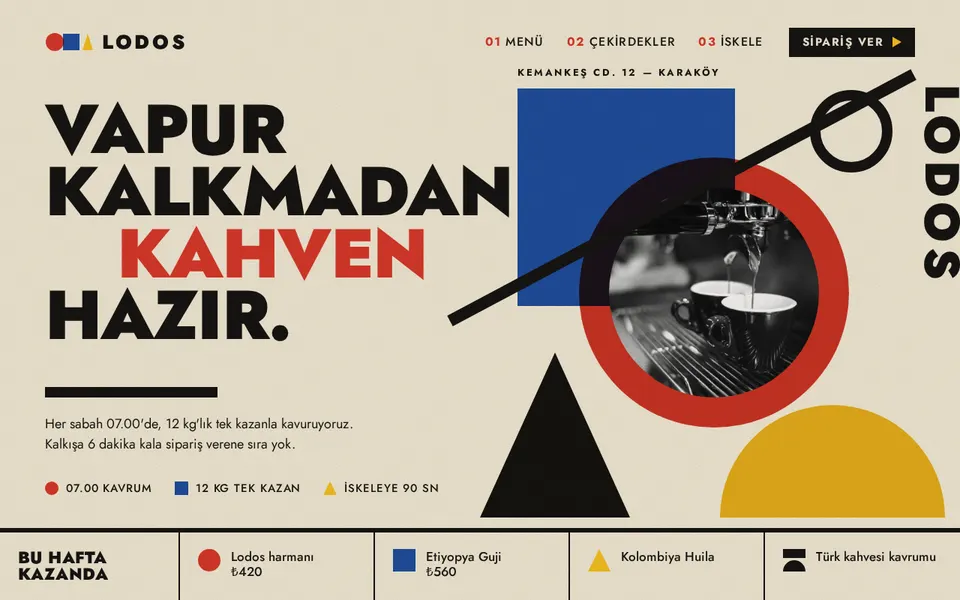 LODOS
01 MENÜ
02 ÇEKİRDEKLER
03 İSKELE
SİPARİŞ VER
KEMANKEŞ CD. 12 — KARAKÖY
LODOS
VAPUR
KALKMADAN
KAHVEN
HAZIR.
Her sabah 07.00'de, 12 kg'lık tek kazanla kavuruyoruz.
Kalkışa 6 dakika kala sipariş verene sıra yok.
07.00 KAVRUM
12 KG TEK KAZAN
İSKELEYE 90 SN
BU HAFTA
KAZANDA
Lodos harmanı
₺420
Etiyopya Guji
₺560
Kolombiya Huila
Türk kahvesi kavrumu